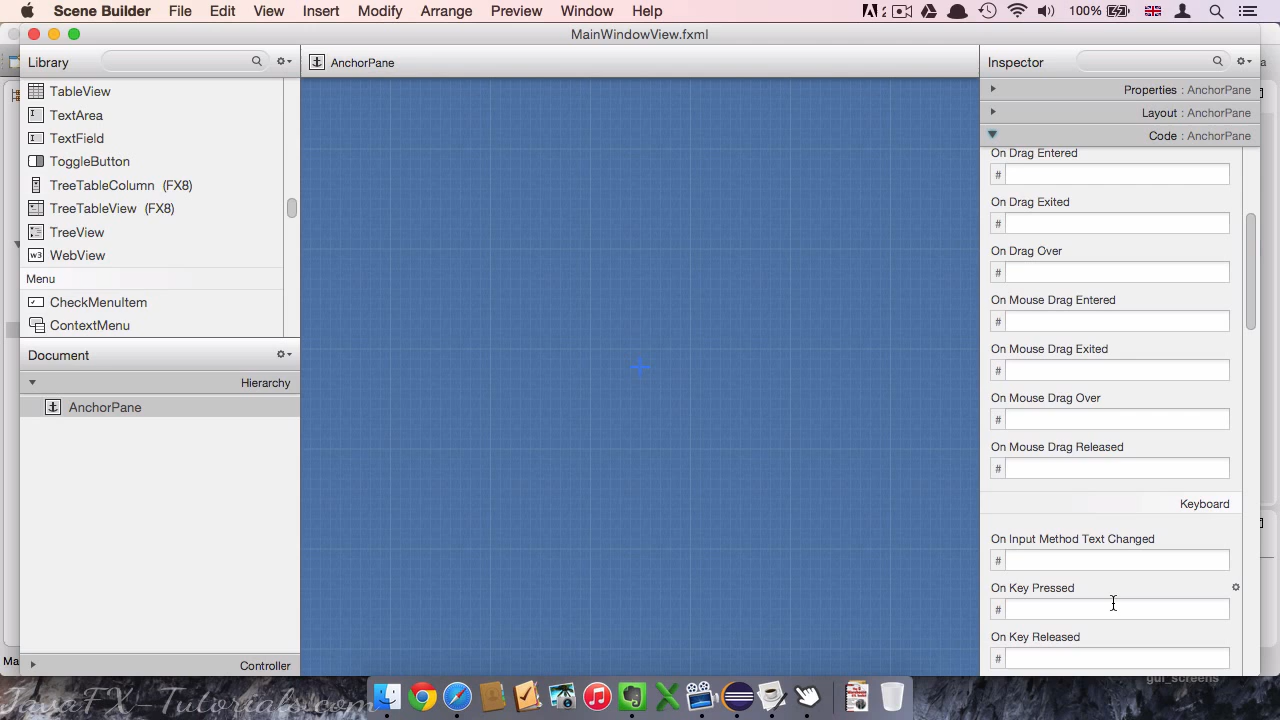 Scene Builder File Edit View Insert Modify Arrange Preview Window Help 100%
MainWindowView.fxml
Library
AnchorPane
Inspector
TableView
TextArea
TextField
ToggleButton
TreeTableColumn (FX8)
TreeTableView (FX8)
TreeView
w3 WebView
Menu
CheckMenuItem
ContextMenu
Document
Hierarchy
AnchorPane
Controller
Properties : AnchorPane
Layout : AnchorPane
Code : AnchorPane
On Drag Entered
#
On Drag Exited
#
On Drag Over
#
On Mouse Drag Entered
#
On Mouse Drag Exited
#
On Mouse Drag Over
#
On Mouse Drag Released
#
Keyboard
On Input Method Text Changed
#
On Key Pressed
#
On Key Released
#
Ma
gui_screens